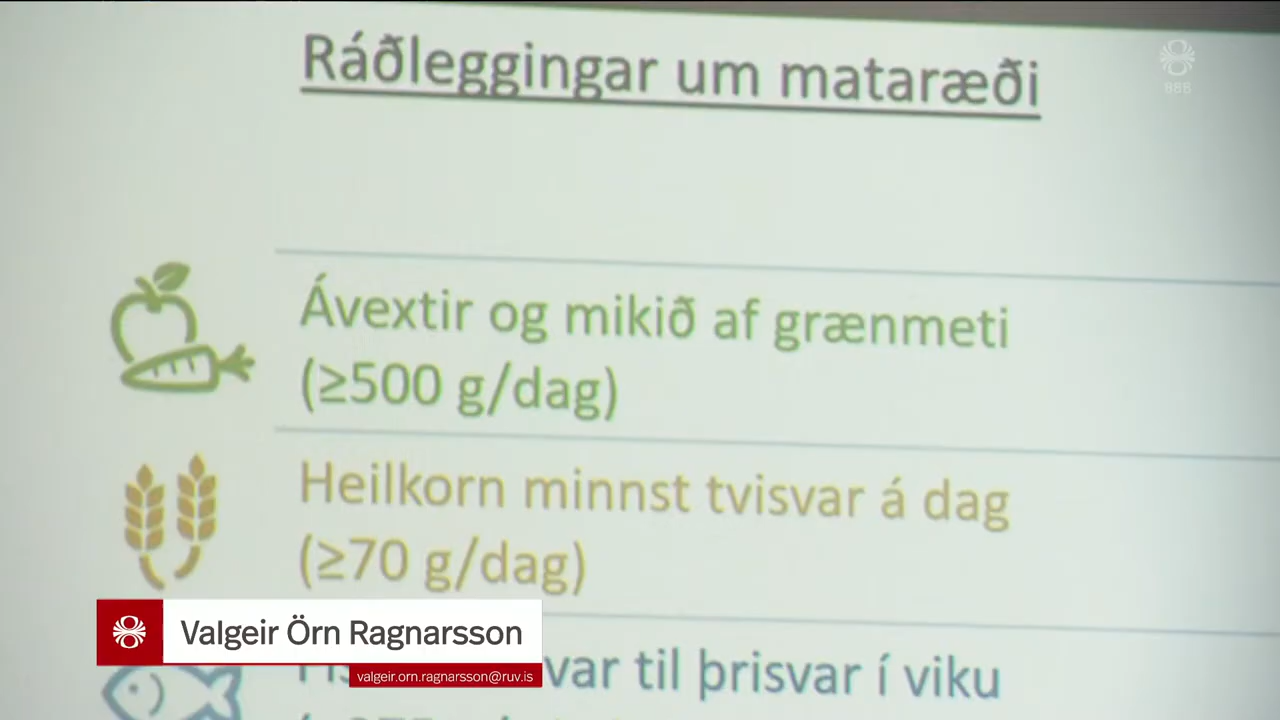 Ráðleggingar um mataræði
888
Ávextir og mikið af grænmeti
(≥500 g/dag)
Heilkorn minnst tvisvar á dag
(≥70 g/dag)
var til þrisvar í viku
Valgeir Örn Ragnarsson
valgeir.orn.ragnarsson@ruv.is